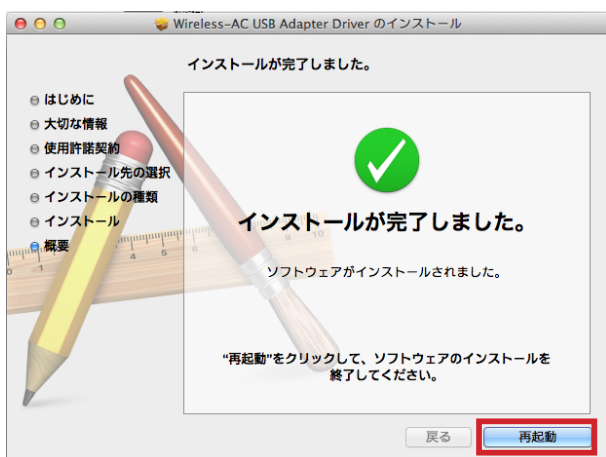 Wireless-AC USB Adapter Driver のインストール
インストールが完了しました。
はじめに
大切な情報
使用許諾契約
インストール先の選択
インストールの種類
インストール
概要
インストールが完了しました。
ソフトウェアがインストールされました。
“再起動”をクリックして、ソフトウェアのインストールを
終了してください。
戻る
再起動